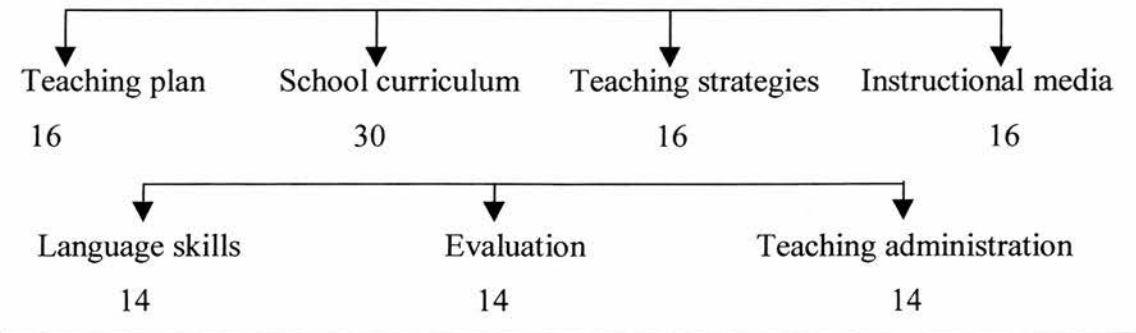 Teaching plan School curriculum Teaching strategies Instructional media
16 30 16 16
Language skills Evaluation Teaching administration
14 14 14